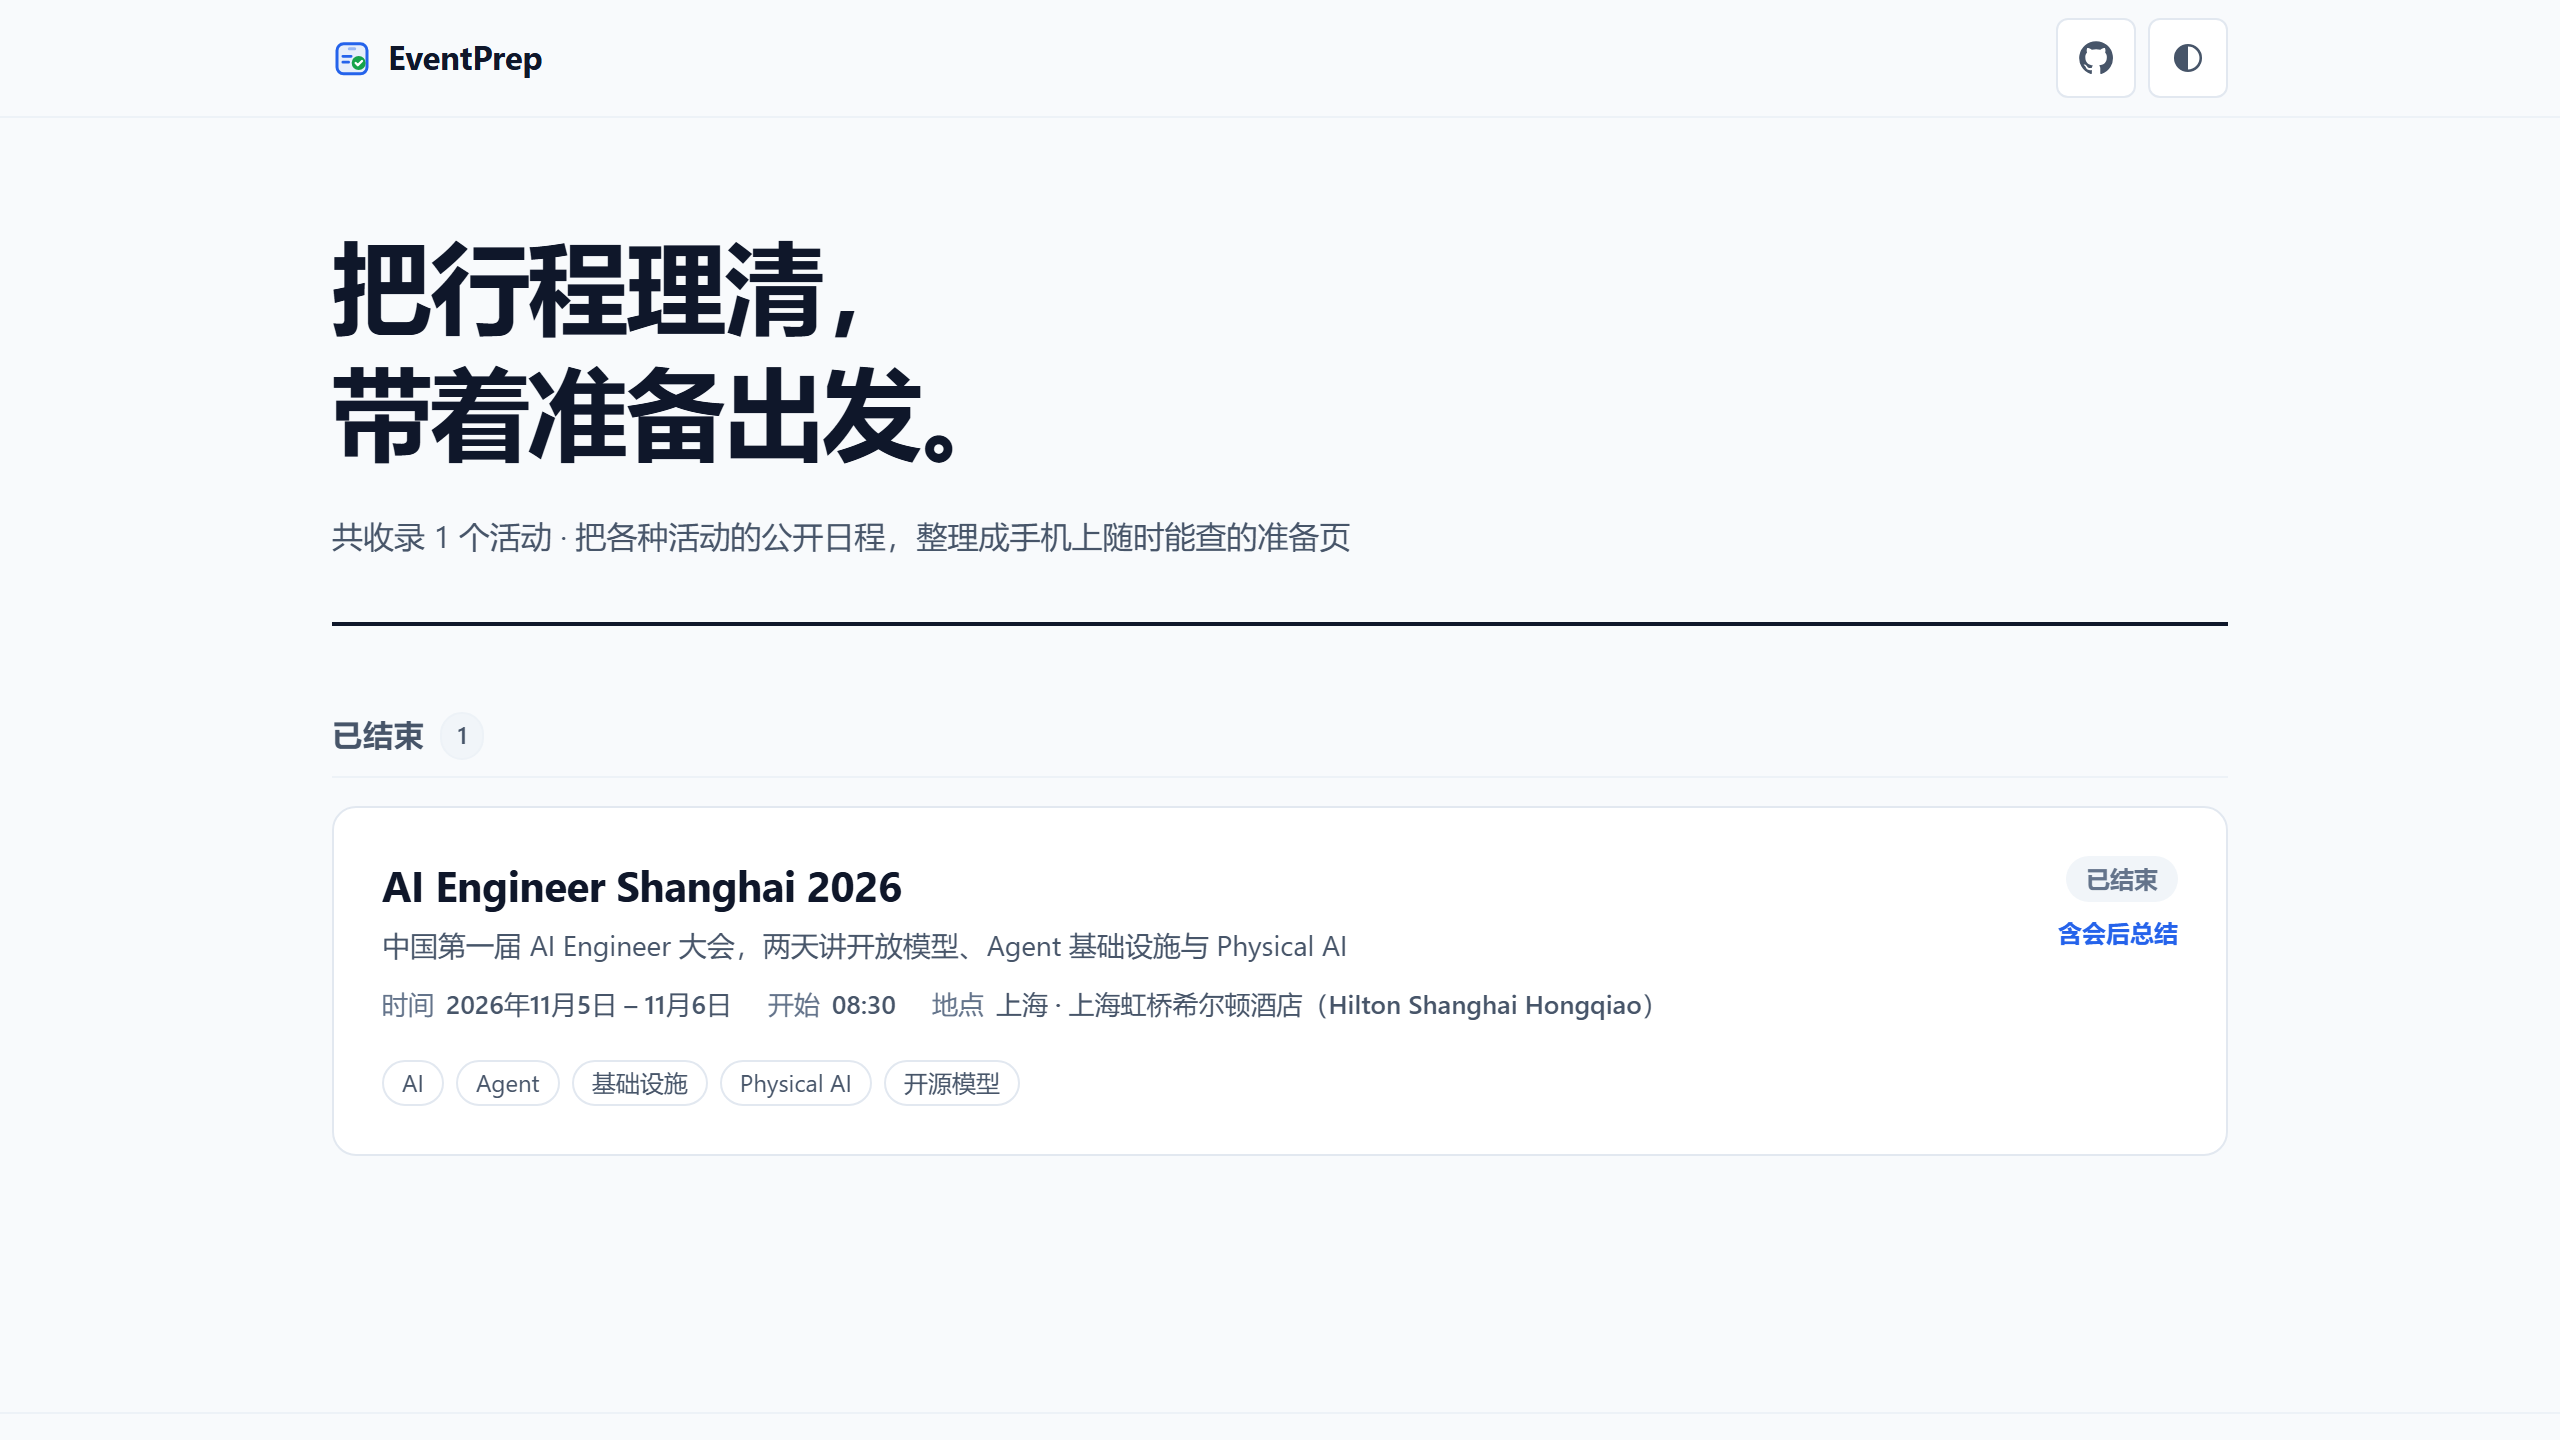 EventPrep
把行程理清，
带着准备出发。
共收录 1 个活动 · 把各种活动的公开日程，整理成手机上随时能查的准备页
已结束 1
AI Engineer Shanghai 2026
已结束
含会后总结
中国第一届 AI Engineer 大会，两天讲开放模型、Agent 基础设施与 Physical AI
时间 2026年11月5日 – 11月6日 开始 08:30 地点 上海 · 上海虹桥希尔顿酒店（Hilton Shanghai Hongqiao）
AI Agent 基础设施 Physical AI 开源模型